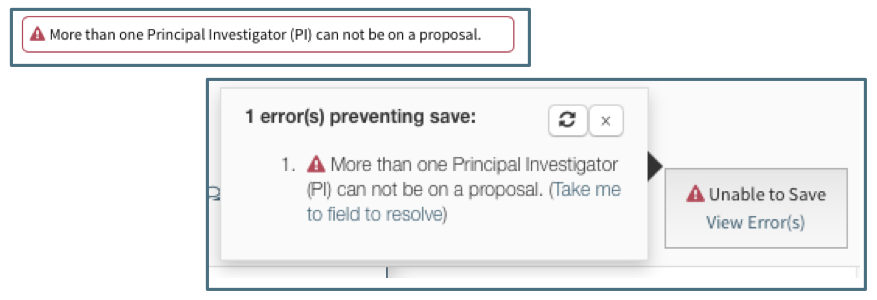 More than one Principal Investigator (PI) can not be on a proposal.
1 error(s) preventing save:
1. More than one Principal Investigator
(PI) can not be on a proposal. (Take me
to field to resolve)
Unable to Save
View Error(s)